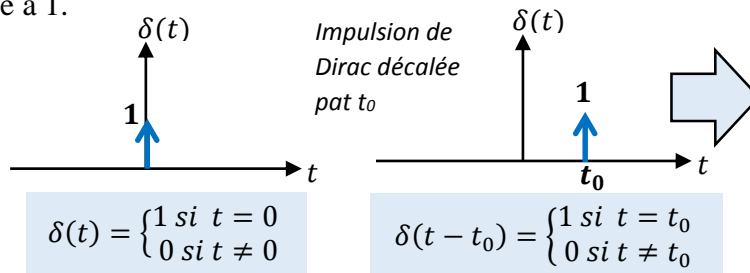 e à 1.
δ(t)
1
t
δ(t) = {1 si t = 0
0 si t ≠ 0
Impulsion de
Dirac décalée
pat t₀
δ(t)
1
t₀
t
δ(t − t₀) = {1 si t = t₀
0 si t ≠ t₀